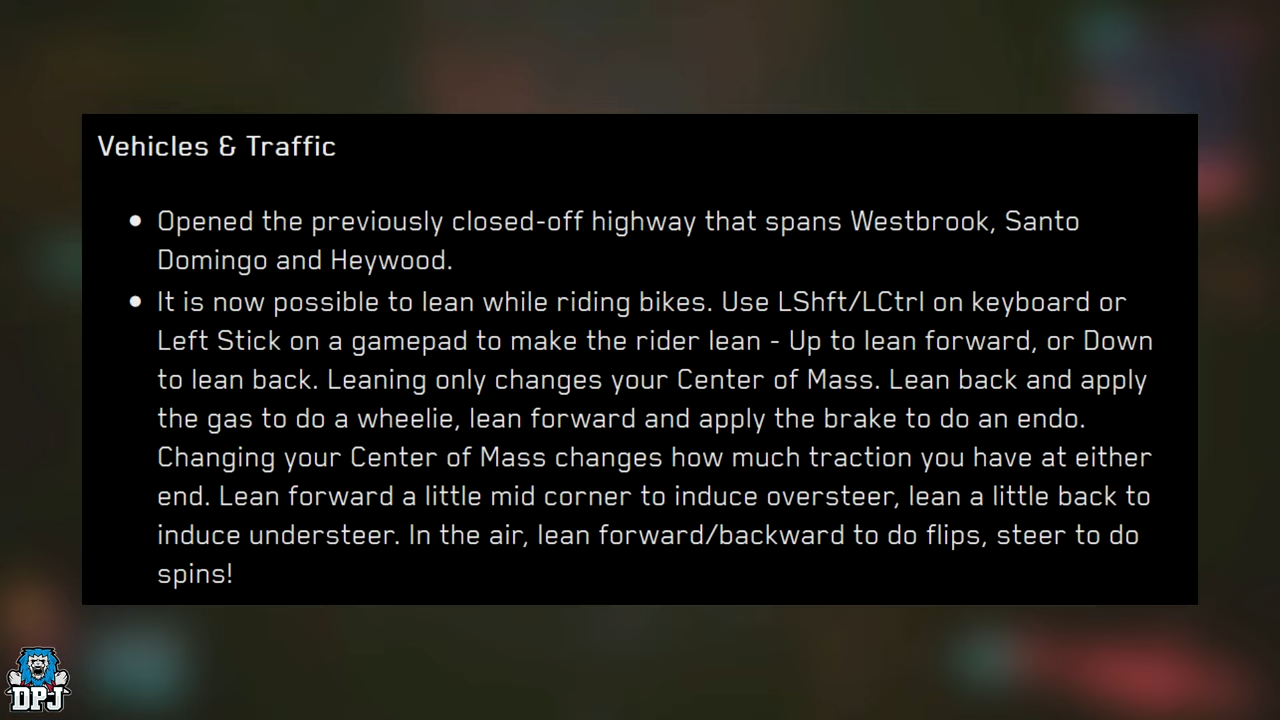 Vehicles & Traffic
• Opened the previously closed-off highway that spans Westbrook, Santo
Domingo and Heywood.
• It is now possible to lean while riding bikes. Use LShft/LCtrl on keyboard or
Left Stick on a gamepad to make the rider lean - Up to lean forward, or Down
to lean back. Leaning only changes your Center of Mass. Lean back and apply
the gas to do a wheelie, lean forward and apply the brake to do an endo.
Changing your Center of Mass changes how much traction you have at either
end. Lean forward a little mid corner to induce oversteer, lean a little back to
induce understeer. In the air, lean forward/backward to do flips, steer to do
spins!
DPJ